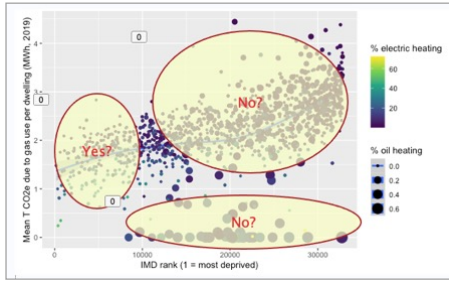 0
No?
% electric heating
60
40
20
0
Yes?
0
No?
% oil heating
0.0
0.2
0.4
0.6
Mean T CO2e due to gas use per dwelling (MWh, 2019)
4
3
2
1
0
0
10000
20000
30000
IMD rank (1 = most deprived)